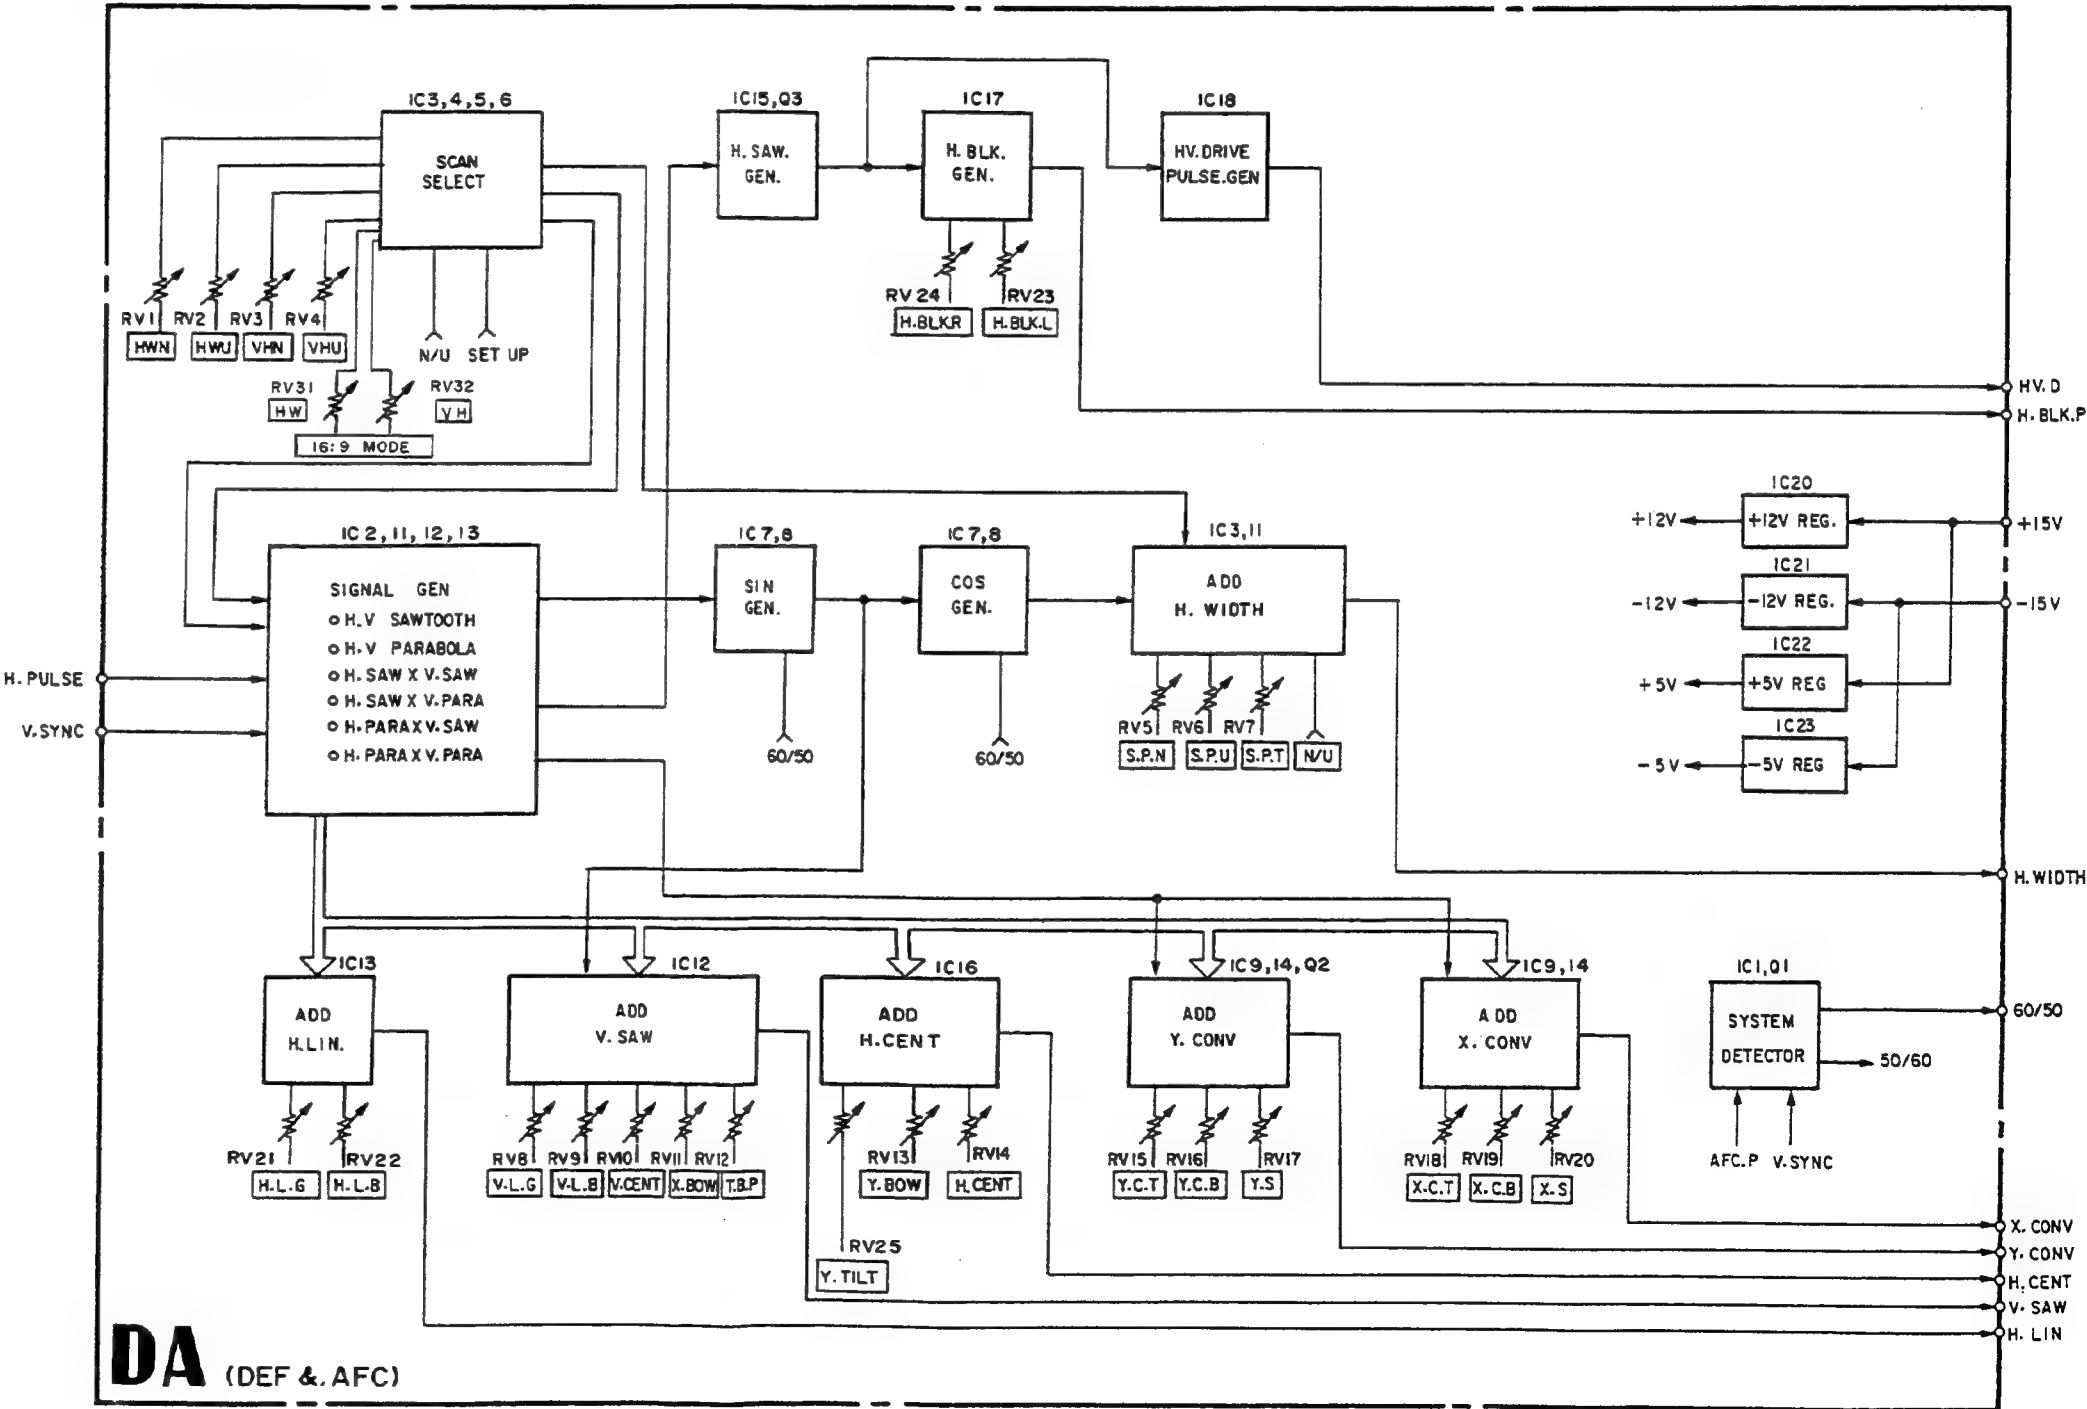 IC3,4,5,6
SCAN
SELECT
RV1
HWN
RV2
HWU
RV3
VHN
RV4
VHU
N/U
SET UP
RV31
HW
RV32
VH
16:9 MODE
IC15,Q3
H.SAW.
GEN.
IC17
H.BLK.
GEN.
RV24
H.BLK.R
RV23
H.BLK.L
IC18
HV.DRIVE
PULSE.GEN
HV.D
H.BLK.P
IC2,11,12,13
SIGNAL GEN
○ H.V SAWTOOTH
○ H.V PARABOLA
○ H.SAW X V.SAW
○ H.SAW X V.PARA
○ H.PARA X V.SAW
○ H.PARA X V.PARA
H.PULSE
V.SYNC
IC7,8
SIN
GEN.
60/50
IC7,8
COS
GEN.
60/50
IC3,11
ADD
H. WIDTH
RV5
S.P.N
RV6
S.P.U
RV7
S.P.T
N/U
IC20
+12V
+12V REG.
+15V
IC21
-12V
-12V REG.
-15V
IC22
+5V
+5V REG
IC23
-5V
-5V REG
H.WIDTH
IC13
ADD
H.LIN.
RV21
H.L.G
RV22
H.L.B
IC12
ADD
V.SAW
RV8
V.L.G
RV9
V.L.B
RV10
V.CENT
RV11
X.BOW
RV12
T.B.P
IC16
ADD
H.CENT
RV25
Y.TILT
RV13
Y.BOW
RV14
H.CENT
IC9,14,Q2
ADD
Y. CONV
RV15
Y.C.T
RV16
Y.C.B
RV17
Y.S
IC9,14
ADD
X. CONV
RV18
X.C.T
RV19
X.C.B
RV20
X.S
IC1,Q1
SYSTEM
DETECTOR
60/50
50/60
AFC.P
V.SYNC
X.CONV
Y.CONV
H.CENT
V.SAW
H.LIN
DA (DEF &. AFC)